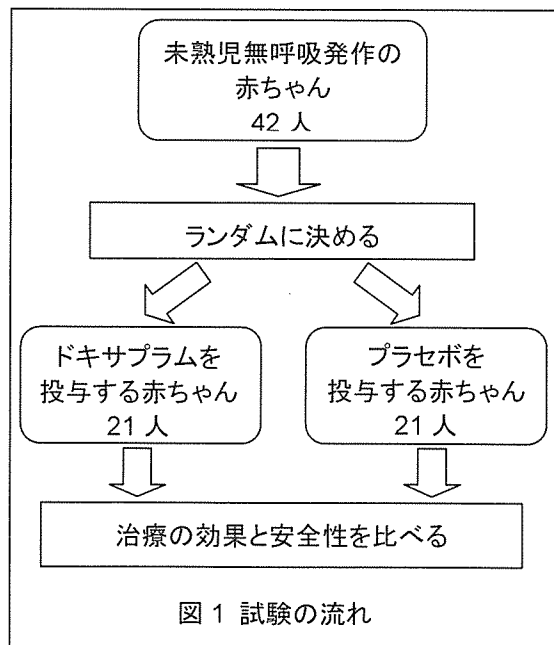 未熟児無呼吸発作の
赤ちゃん
42 人
ランダムに決める
ドキサプラムを
投与する赤ちゃん
21 人
プラセボを
投与する赤ちゃん
21 人
治療の効果と安全性を比べる
図 1 試験の流れ